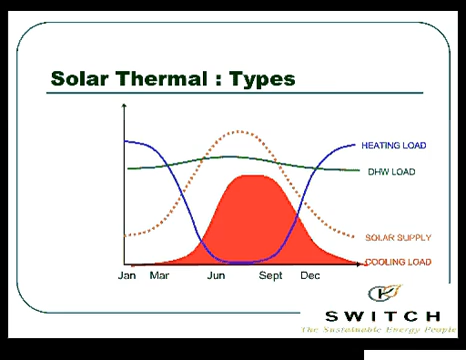 Solar Thermal : Types
HEATING LOAD
DHW LOAD
SOLAR SUPPLY
COOLING LOAD
Jan Mar Jun Sept Dec
SWITCH
The Sustainable Energy People